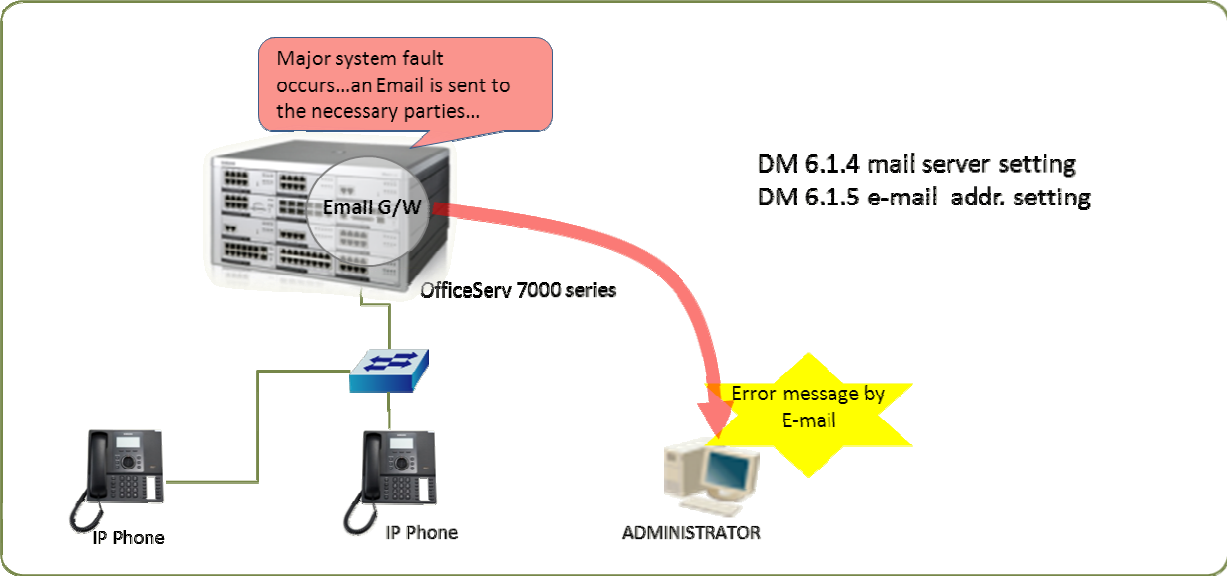 Major system fault
occurs...an Email is sent to
the necessary parties...
DM 6.1.4 mail server setting
DM 6.1.5 e-mail addr. setting
Email G/W
OfficeServ 7000 series
Error message by
E-mail
IP Phone
IP Phone
ADMINISTRATOR